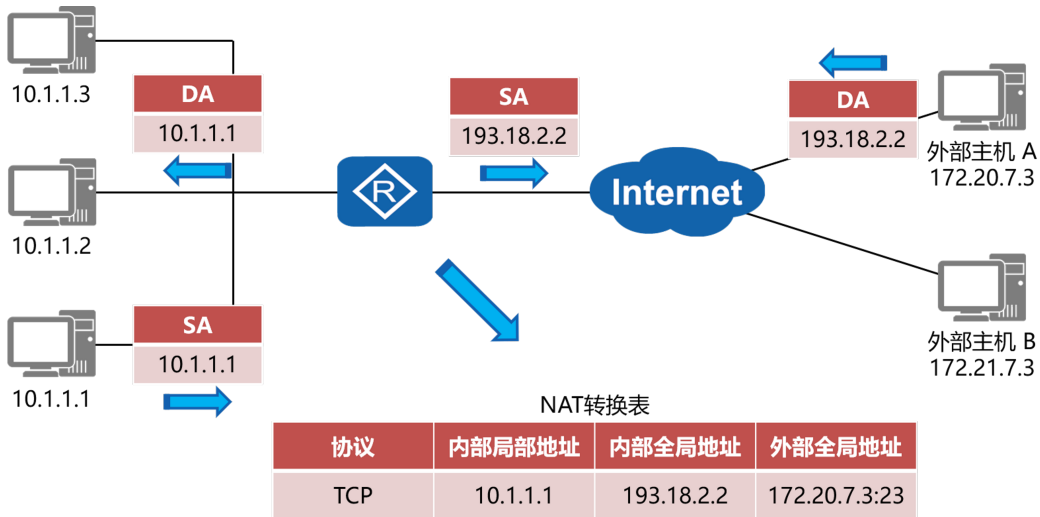 10.1.1.3
DA
10.1.1.1
SA
193.18.2.2
DA
193.18.2.2
外部主机 A
172.20.7.3
10.1.1.2
R
Internet
SA
10.1.1.1
10.1.1.1
外部主机 B
172.21.7.3
NAT转换表
协议 内部局部地址 内部全局地址 外部全局地址
TCP 10.1.1.1 193.18.2.2 172.20.7.3:23